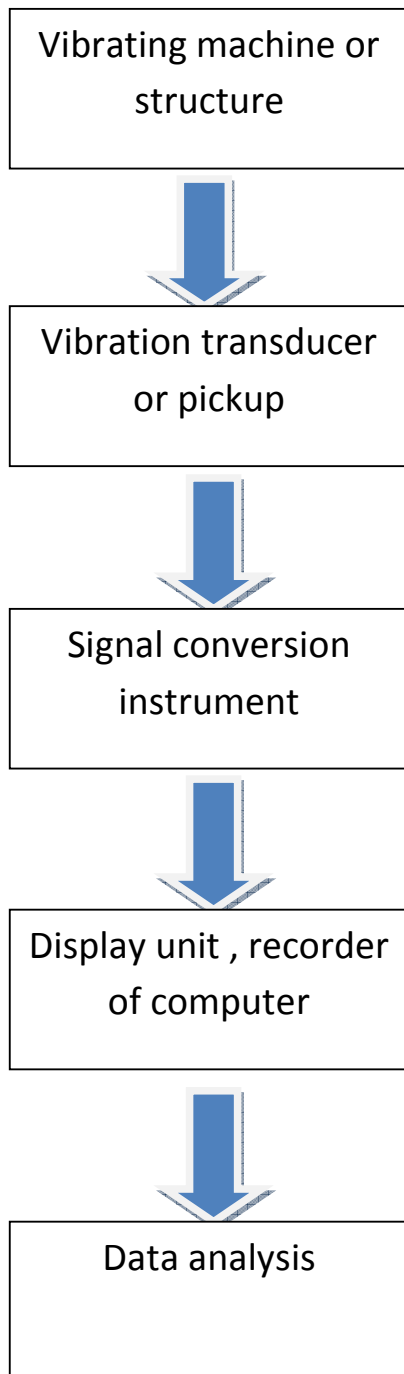 Vibrating machine or
structure
Vibration transducer
or pickup
Signal conversion
instrument
Display unit , recorder
of computer
Data analysis